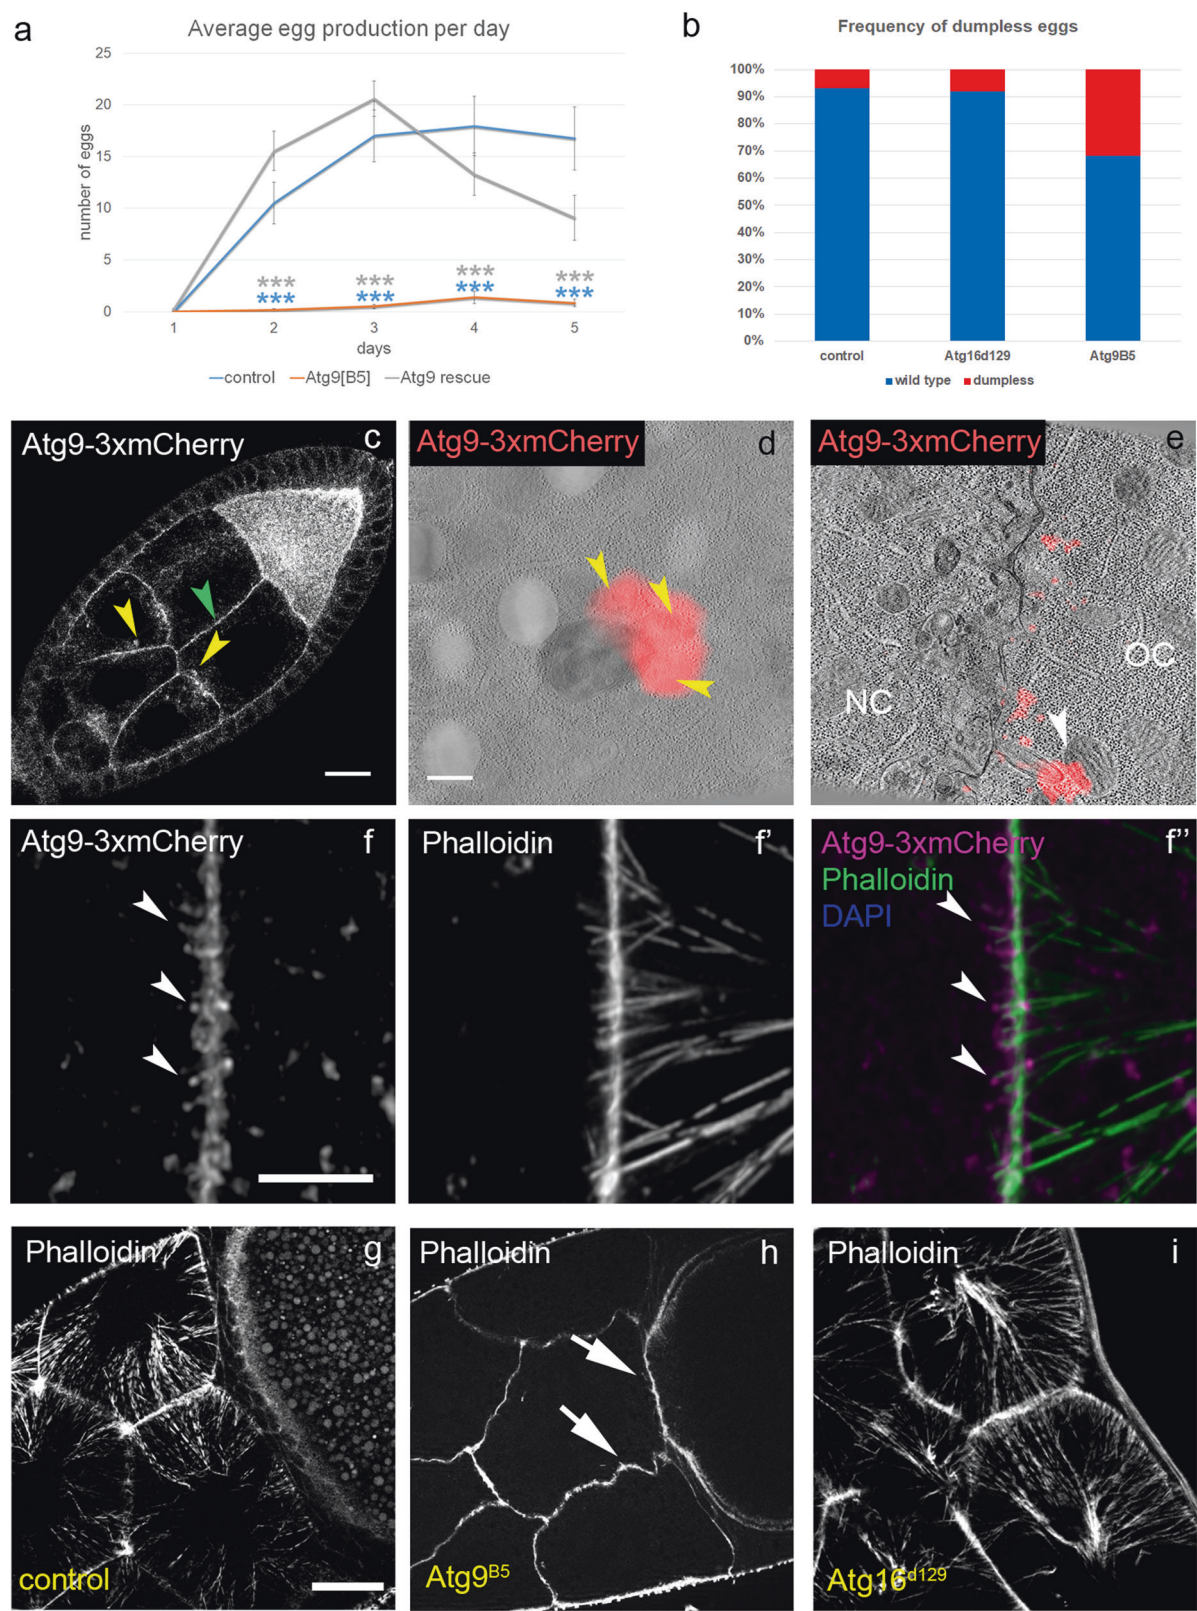 a
Average egg production per day
25
20
15
10
5
0
number of eggs
***
***
***
***
***
***
***
***
1 2 3 4 5
days
control Atg9[B5] Atg9 rescue
b
Frequency of dumpless eggs
100%
90%
80%
70%
60%
50%
40%
30%
20%
10%
0%
control Atg16d129 Atg9B5
wild type dumpless
Atg9-3xmCherry c
Atg9-3xmCherry d
Atg9-3xmCherry e
NC
OC
Atg9-3xmCherry f
Phalloidin f'
Atg9-3xmCherry f''
Phalloidin
DAPI
Phalloidin g
control
Phalloidin h
Atg9B5
Phalloidin i
Atg16d129